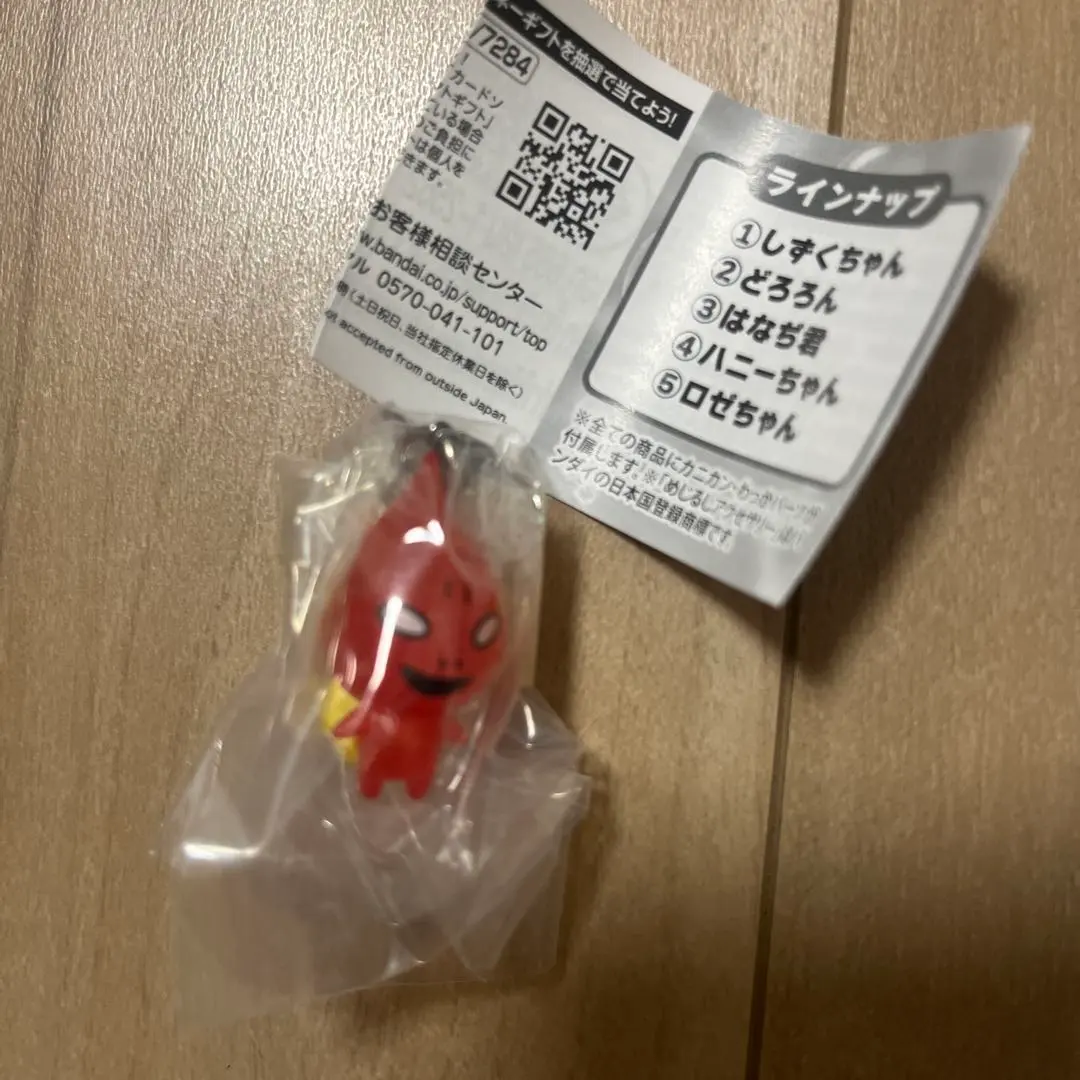 ネーギフトを抽選で当てよう!
/7284
!
カードソ
トギフト」
ている場合
のご負担に
は個人を
きます。
お客様相談センター
w.bandai.co.jp/support/top
ヤル 0570-041-101
(土日祝日、当社指定休業日を除く)
not accepted from outside Japan.
ラインナップ
①しずくちゃん
②どろろん
③はなぢ君
④ハニーちゃん
⑤ロゼちゃん
※全ての商品にカニカン・わっかパーツが
付属します。※「めじるしアクセサリー」は
ンダイの日本国登録商標です